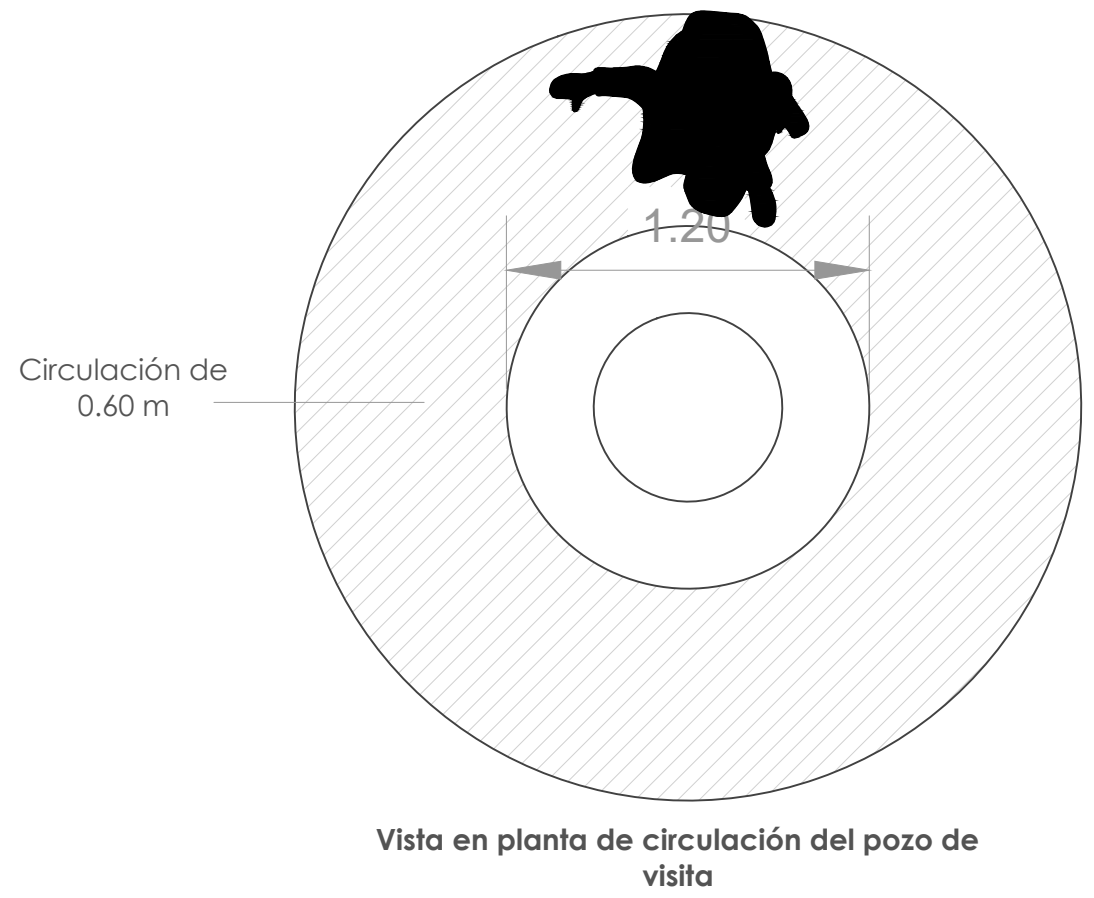 1.20
Circulación de
0.60 m
Vista en planta de circulación del pozo de
visita